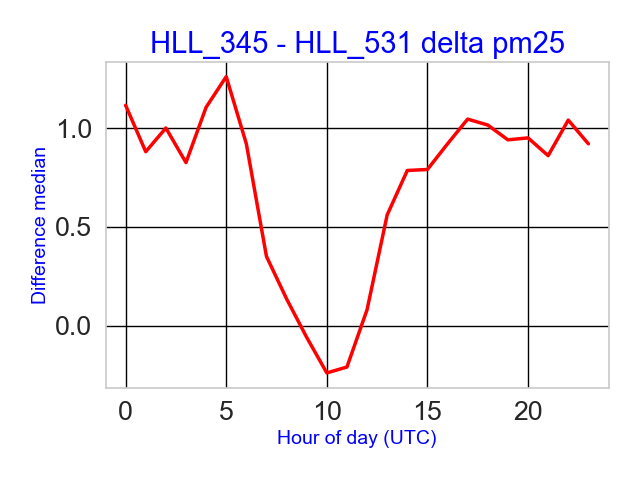 HLL_345 - HLL_531 delta pm25
Difference median
1.0
0.5
0.0
0 5 10 15 20
Hour of day (UTC)